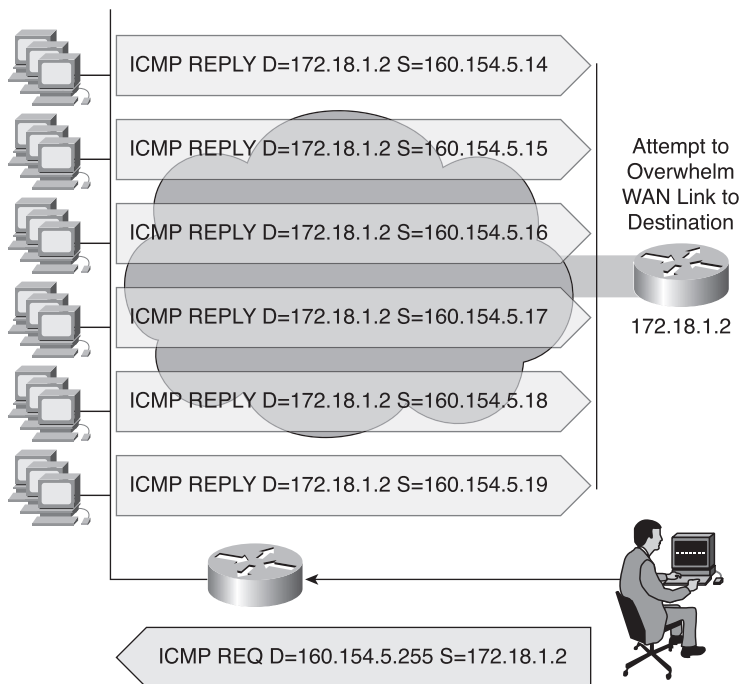 ICMP REPLY D=172.18.1.2 S=160.154.5.14
ICMP REPLY D=172.18.1.2 S=160.154.5.15
Attempt to
Overwhelm
WAN Link to
Destination
ICMP REPLY D=172.18.1.2 S=160.154.5.16
ICMP REPLY D=172.18.1.2 S=160.154.5.17
172.18.1.2
ICMP REPLY D=172.18.1.2 S=160.154.5.18
ICMP REPLY D=172.18.1.2 S=160.154.5.19
ICMP REQ D=160.154.5.255 S=172.18.1.2